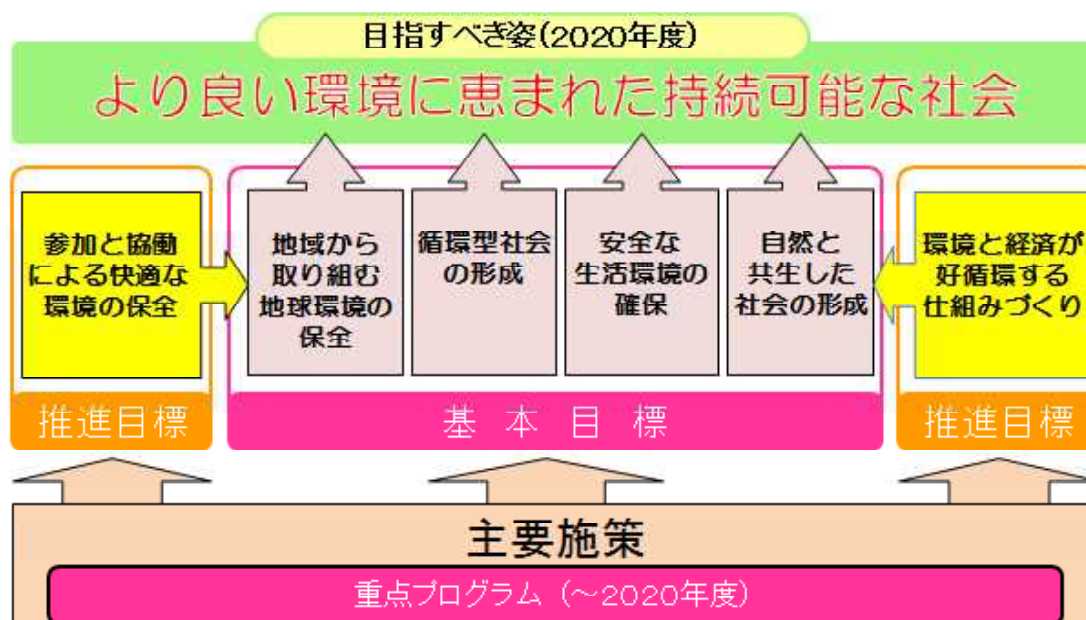 目指すべき姿(2020年度)
より良い環境に恵まれた持続可能な社会
参加と協働
による快適な
環境の保全
地域から
取り組む
地球環境の
保全
循環型社会
の形成
安全な
生活環境の
確保
自然と
共生した
社会の形成
環境と経済が
好循環する
仕組みづくり
推進目標
基本目標
推進目標
主要施策
重点プログラム（～2020年度）